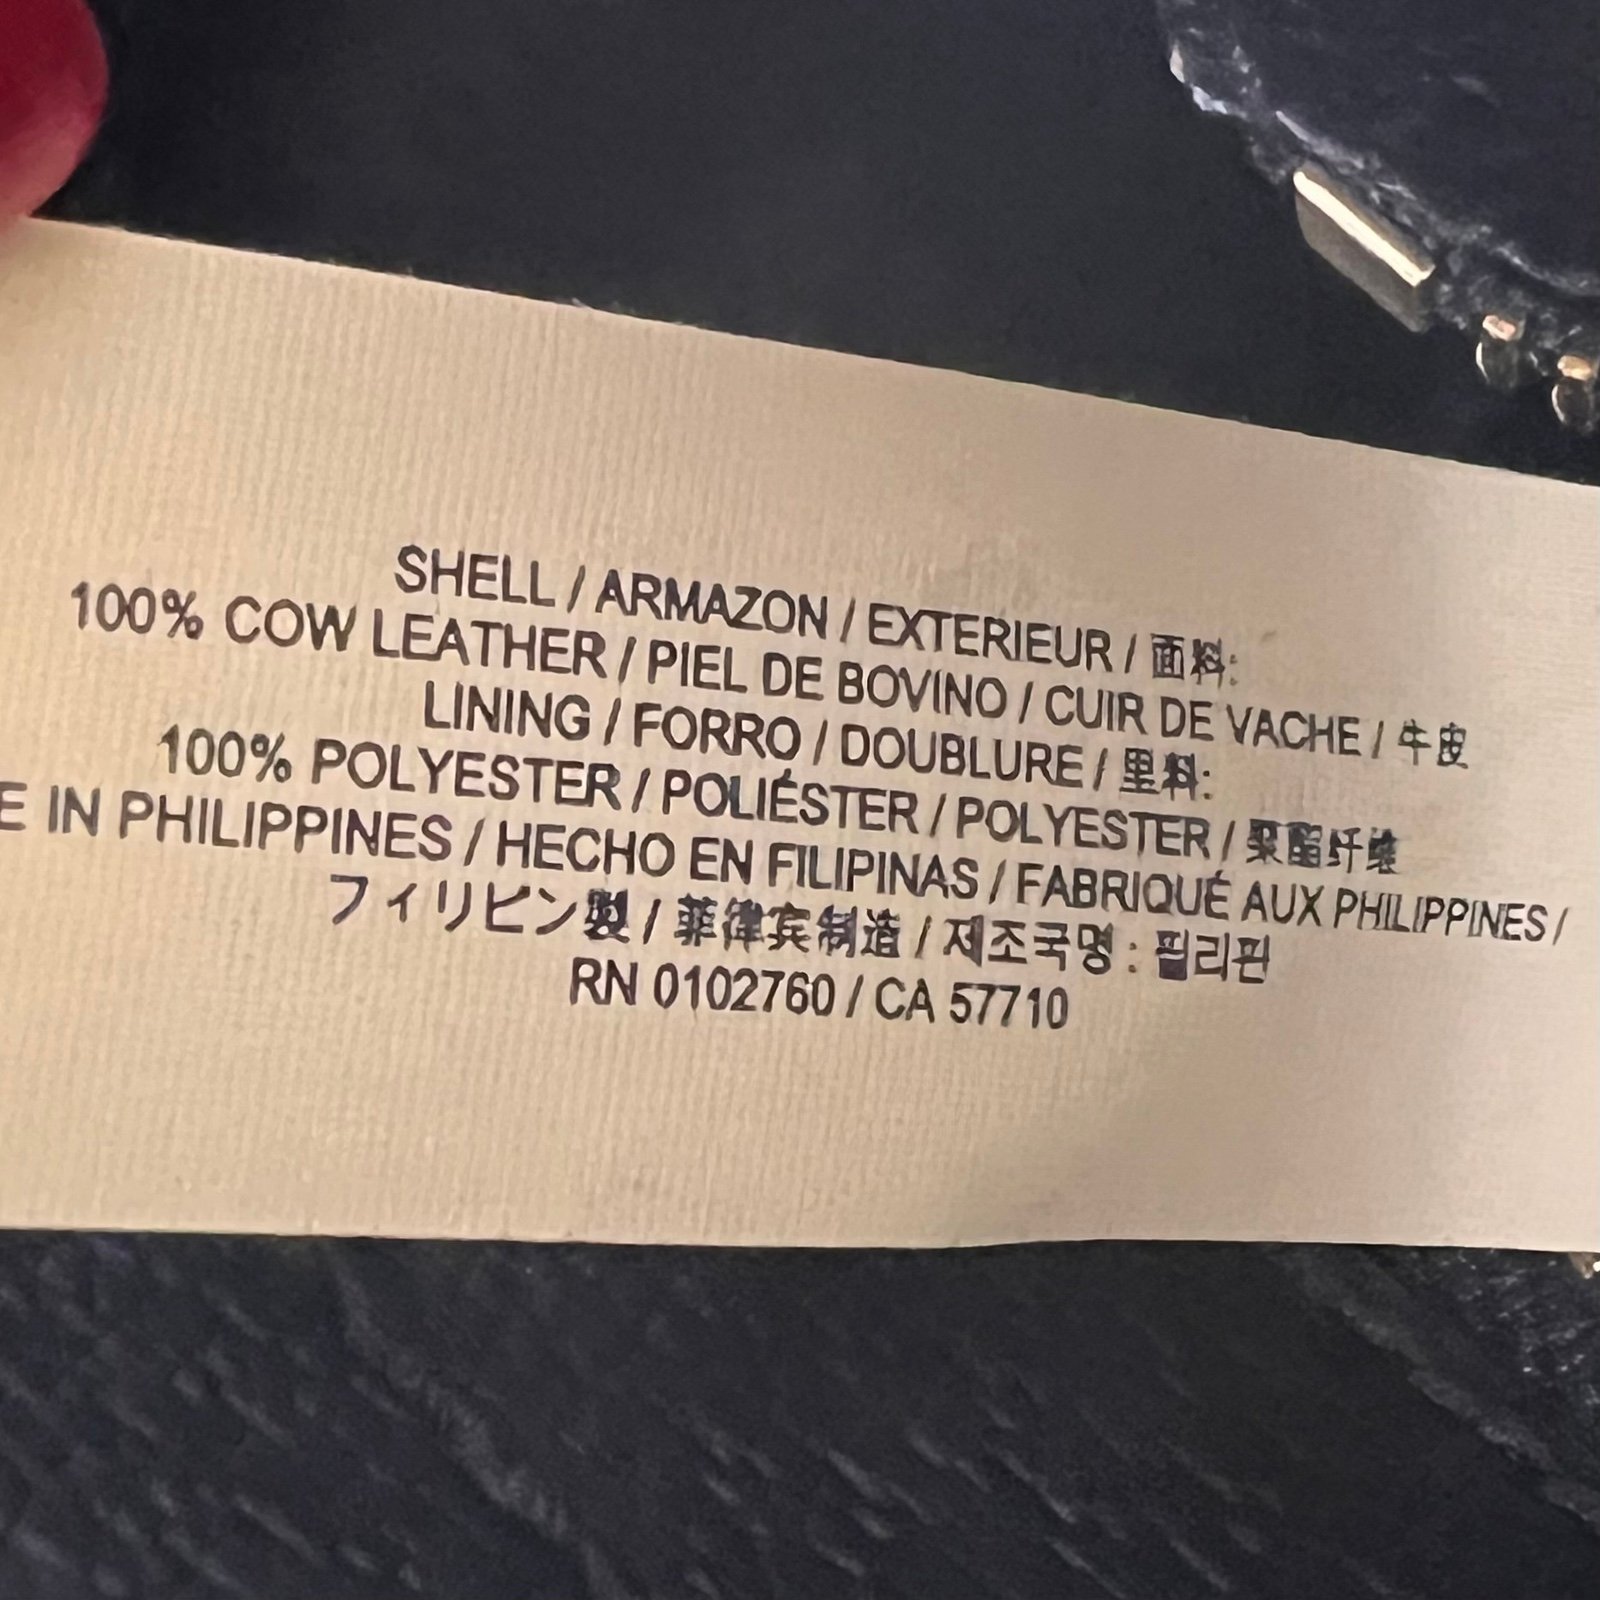 SHELL / ARMAZON / EXTERIEUR / 面料:
100% COW LEATHER / PIEL DE BOVINO / CUIR DE VACHE / 牛皮
LINING / FORRO / DOUBLURE / 里料:
100% POLYESTER / POLIÉSTER / POLYESTER / 聚酯纤维
E IN PHILIPPINES / HECHO EN FILIPINAS / FABRIQUÉ AUX PHILIPPINES /
フィリピン製 / 菲律宾制造 / 제조국명 : 필리핀
RN 0102760 / CA 57710